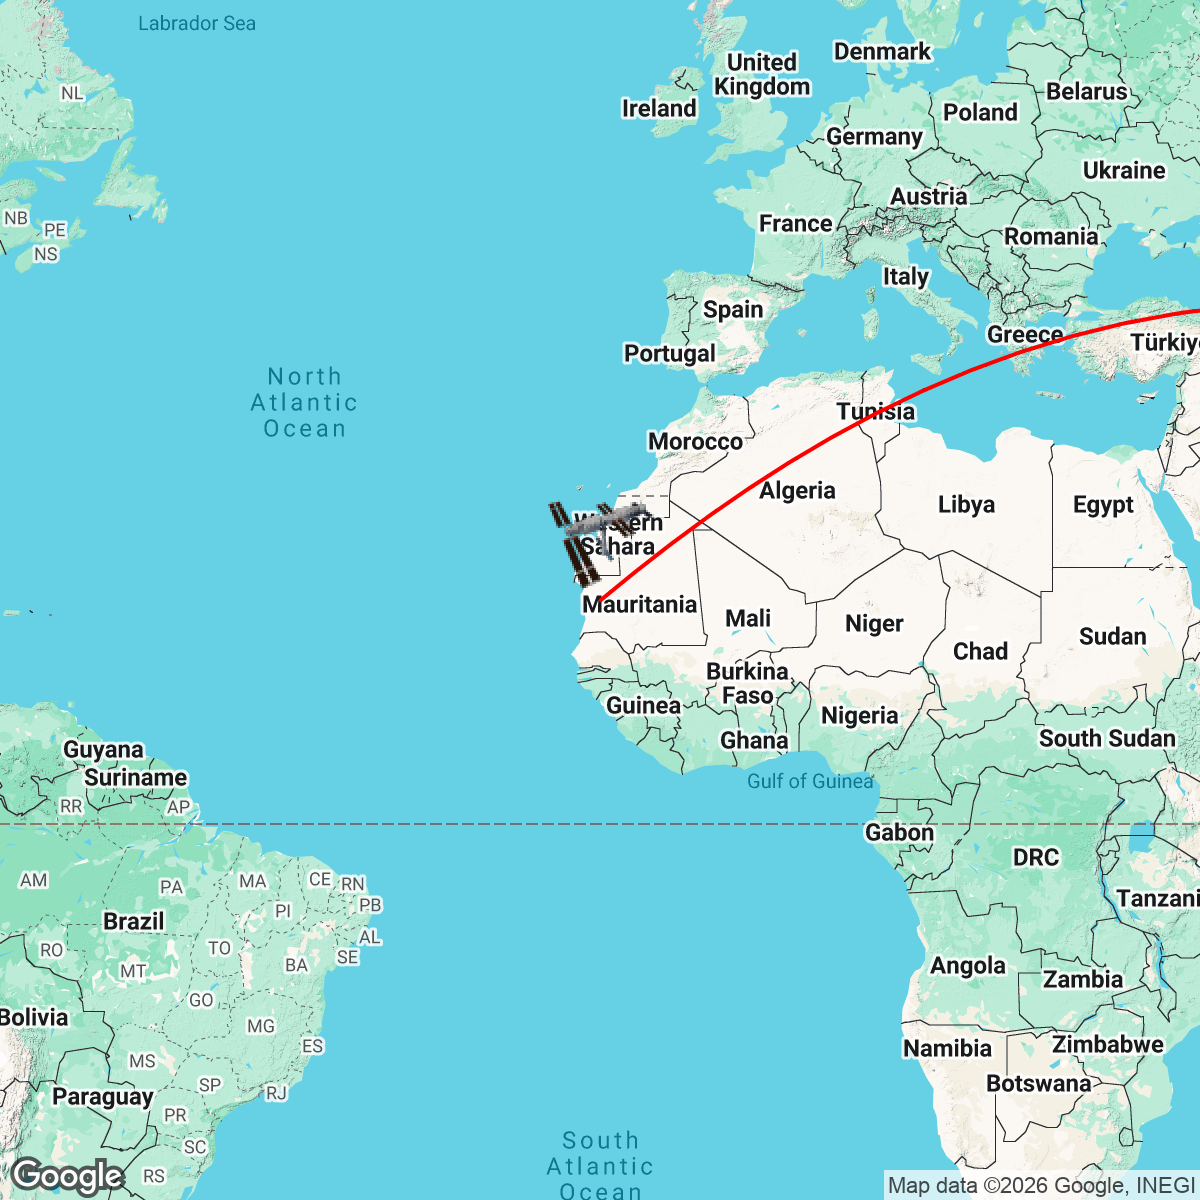 Labrador Sea
Denmark
United
Kingdom
NL
Belarus
Ireland
Poland
Germany
Ukraine
Austria
NB
PE
France
Romania
NS
Italy
Spain
Greece
Portugal
North
Atlantic
Ocean
Tunisia
Morocco
Algeria
Libya
Egypt
Western
Sahara
Mauritania
Mali
Niger
Sudan
Chad
Burkina
Faso
Guinea
Nigeria
Ghana
South Sudan
Guyana
Suriname
Gulf of Guinea
RR
AP
Gabon
DRC
AM
PA
MA
CE
RN
PI
PB
Brazil
AL
TO
SE
RO
MT
BA
Angola
Zambia
GO
Bolivia
MG
ES
Namibia
Zimbabwe
MS
SP
RJ
Botswana
Paraguay
PR
SC
RS
South
Atlantic
Ocean
Google
Map data ©2026 Google, INEGI